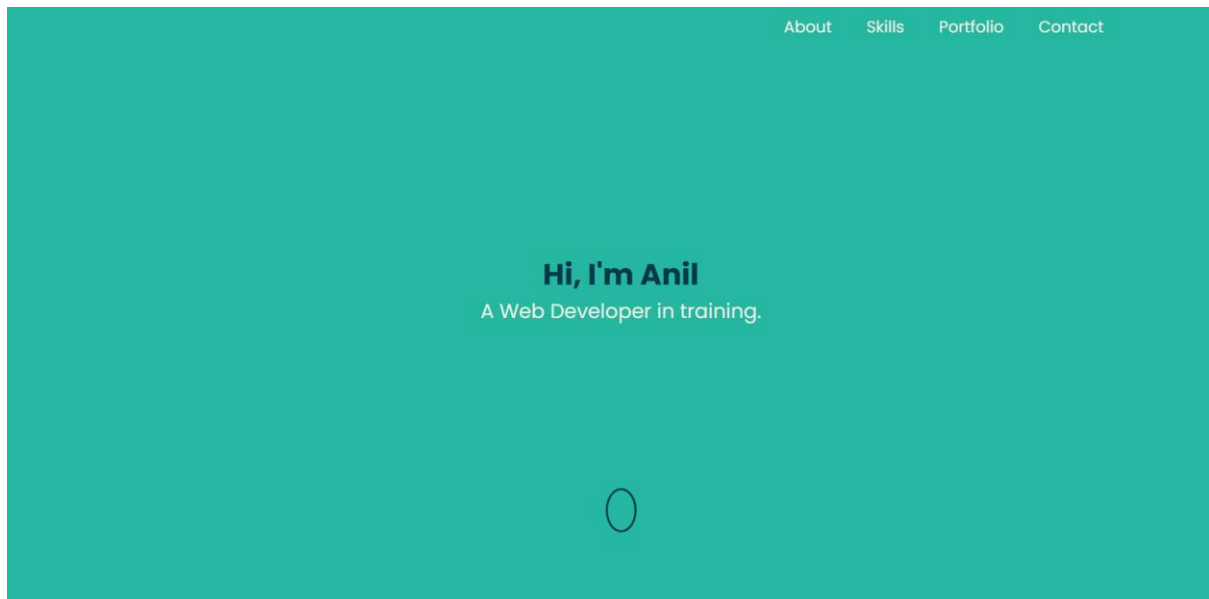 About Skills Portfolio Contact
Hi, I'm Anil
A Web Developer in training.